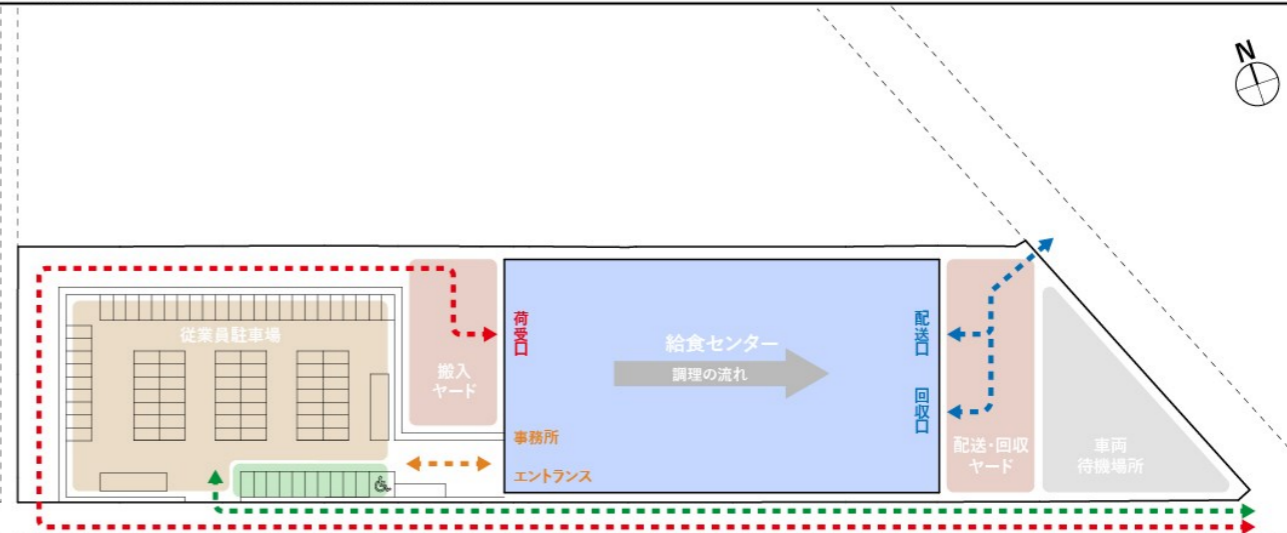 N
従業員駐車場
搬入
ヤード
荷受口
給食センター
調理の流れ
配送口
回収口
事務所
エントランス
配送・回収
ヤード
車両
待機場所